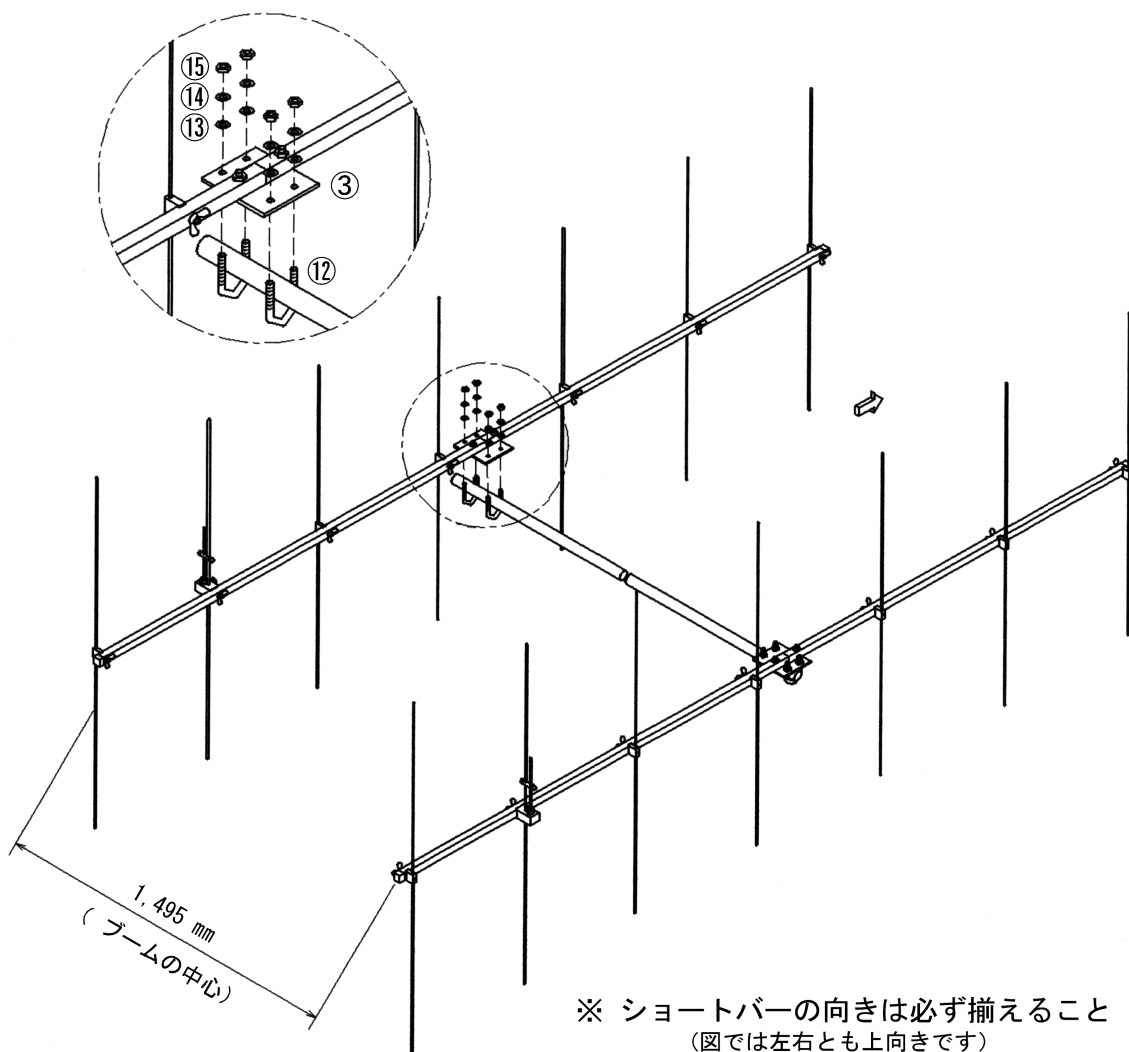 ⑮
⑭
⑬
③
⑫
1, 495 mm
( ブームの中心)
※ ショートバーの向きは必ず揃えること
(図では左右とも上向きです)